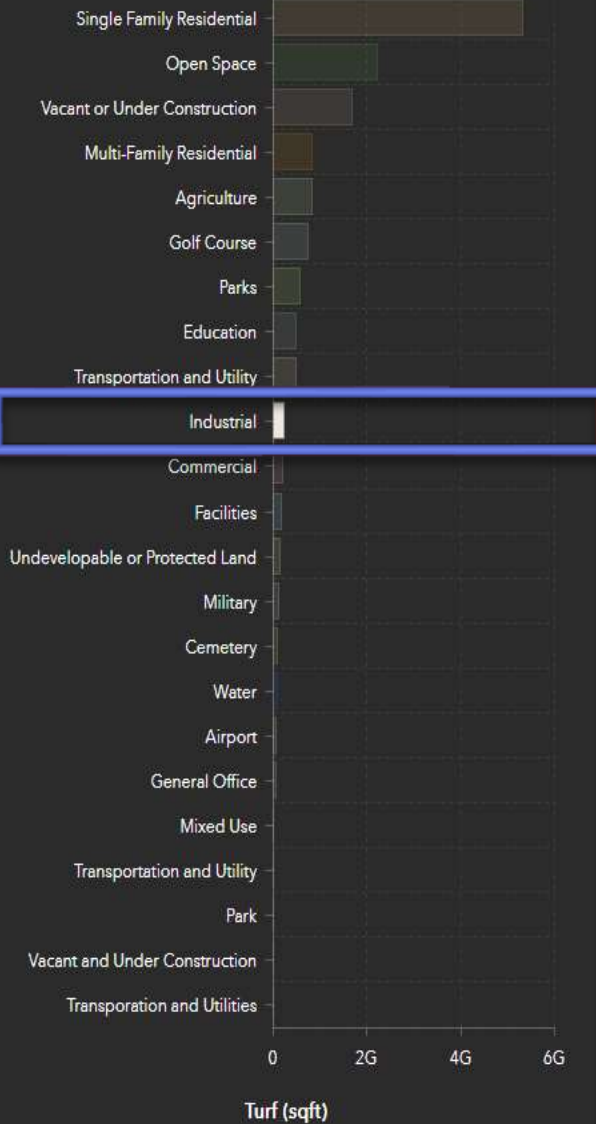 Single Family Residential
Open Space
Vacant or Under Construction
Multi-Family Residential
Agriculture
Golf Course
Parks
Education
Transportation and Utility
Industrial
Commercial
Facilities
Undevelopable or Protected Land
Military
Cemetery
Water
Airport
General Office
Mixed Use
Transportation and Utility
Park
Vacant and Under Construction
Transporation and Utilities
0 2G 4G 6G
Turf (sqft)